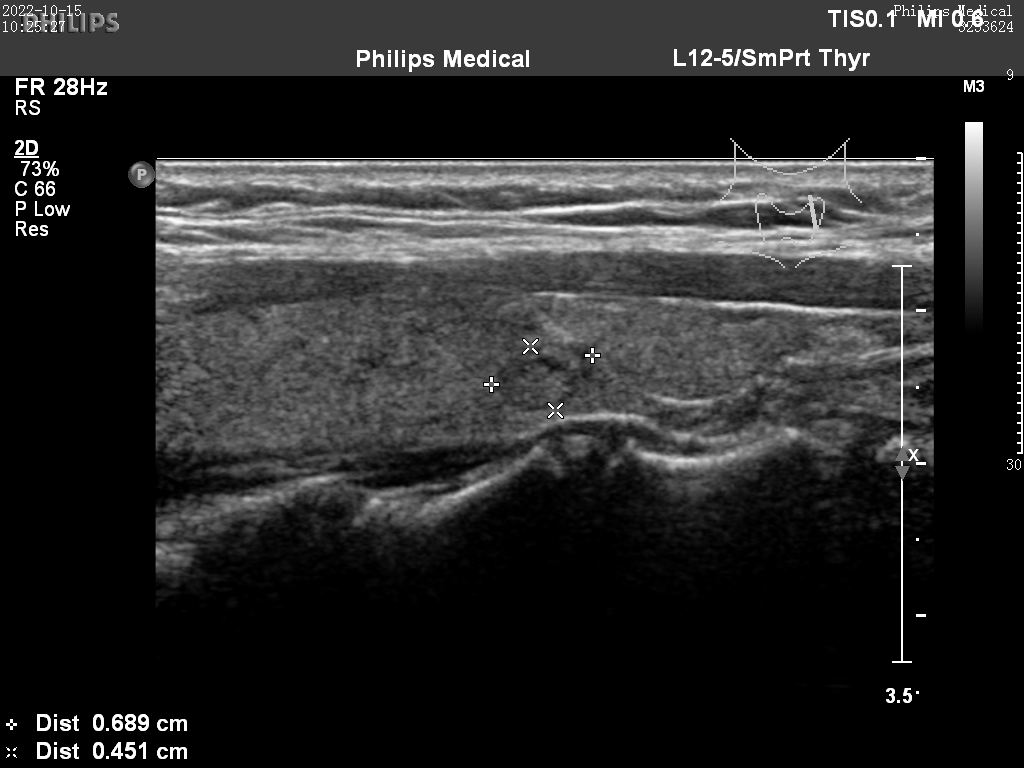 2022-10-15
10:25:27
PHILIPS
TIS0.1 MI 0.6
Philips Medical
Philips Medical
L12-5/SmPrt Thyr
9
FR 28Hz
RS
M3
2D
73%
C 66
P Low
Res
P
X
30
3.5
Dist 0.689 cm
Dist 0.451 cm